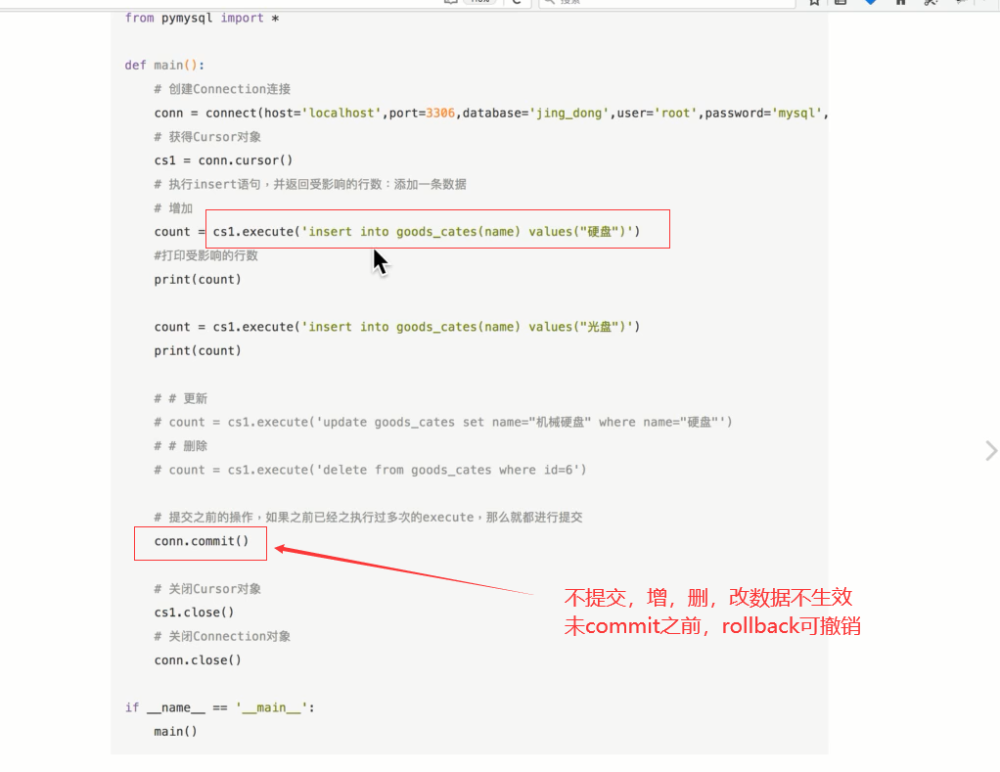 搜索
from pymysql import *
def main():
# 创建Connection连接
conn = connect(host='localhost',port=3306,database='jing_dong',user='root',password='mysql',
# 获得Cursor对象
cs1 = conn.cursor()
# 执行insert语句，并返回受影响的行数：添加一条数据
# 增加
count = cs1.execute('insert into goods_cates(name) values("硬盘")')
#打印受影响的行数
print(count)
count = cs1.execute('insert into goods_cates(name) values("光盘")')
print(count)
# # 更新
# count = cs1.execute('update goods_cates set name="机械硬盘" where name="硬盘"')
# # 删除
# count = cs1.execute('delete from goods_cates where id=6')
# 提交之前的操作，如果之前已经之执行过多次的execute，那么就都进行提交
conn.commit()
# 关闭Cursor对象
cs1.close()
# 关闭Connection对象
conn.close()
不提交，增，删，改数据不生效
未commit之前，rollback可撤销
if __name__ == '__main__':
main()